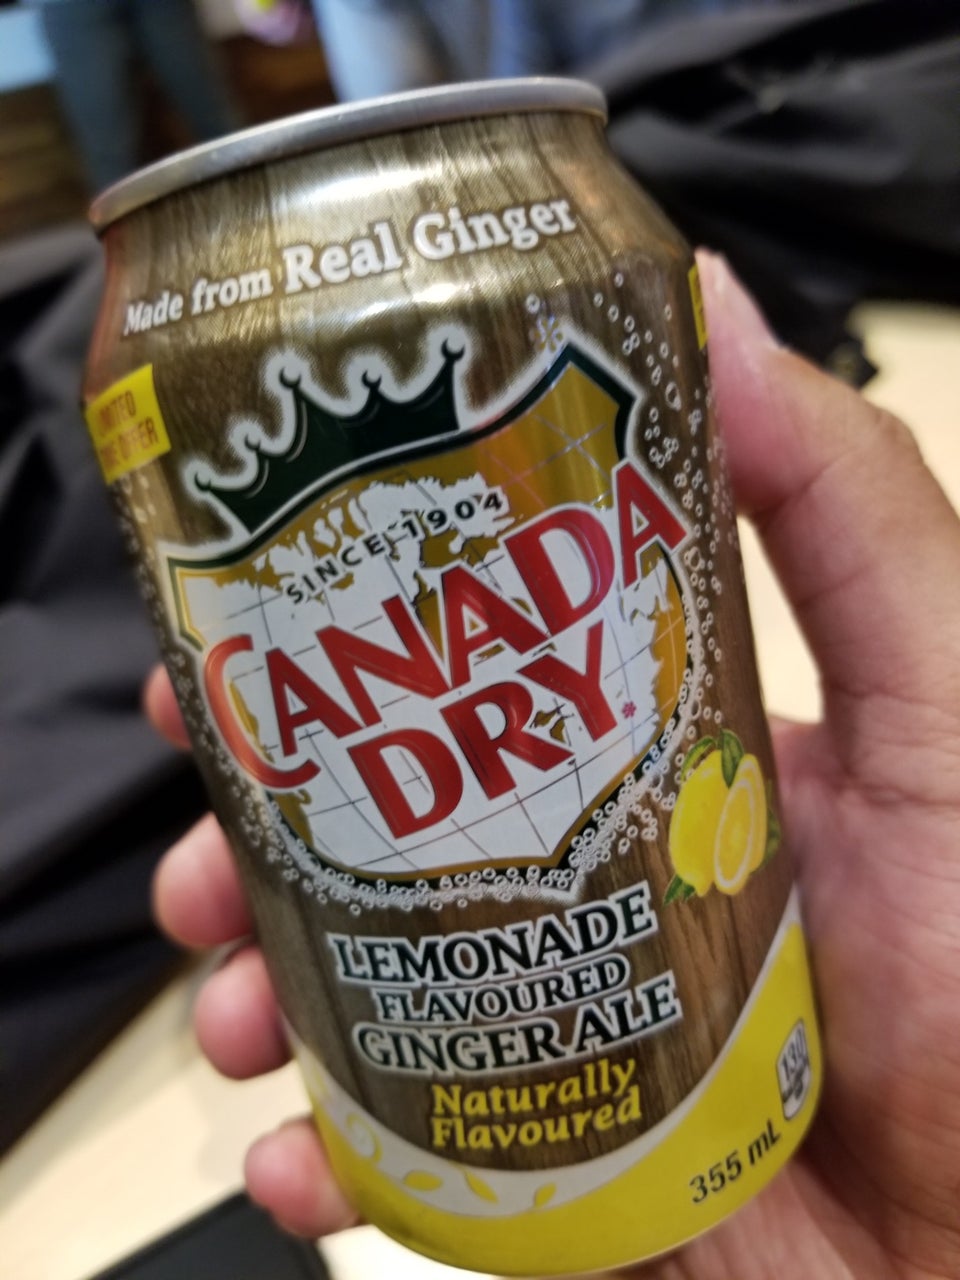 Made from Real Ginger
LIMITED
TIME OFFER
SINCE 1904
CANADA
DRY
LEMONADE
FLAVOURED
GINGER ALE
Naturally
Flavoured
130
355 mL